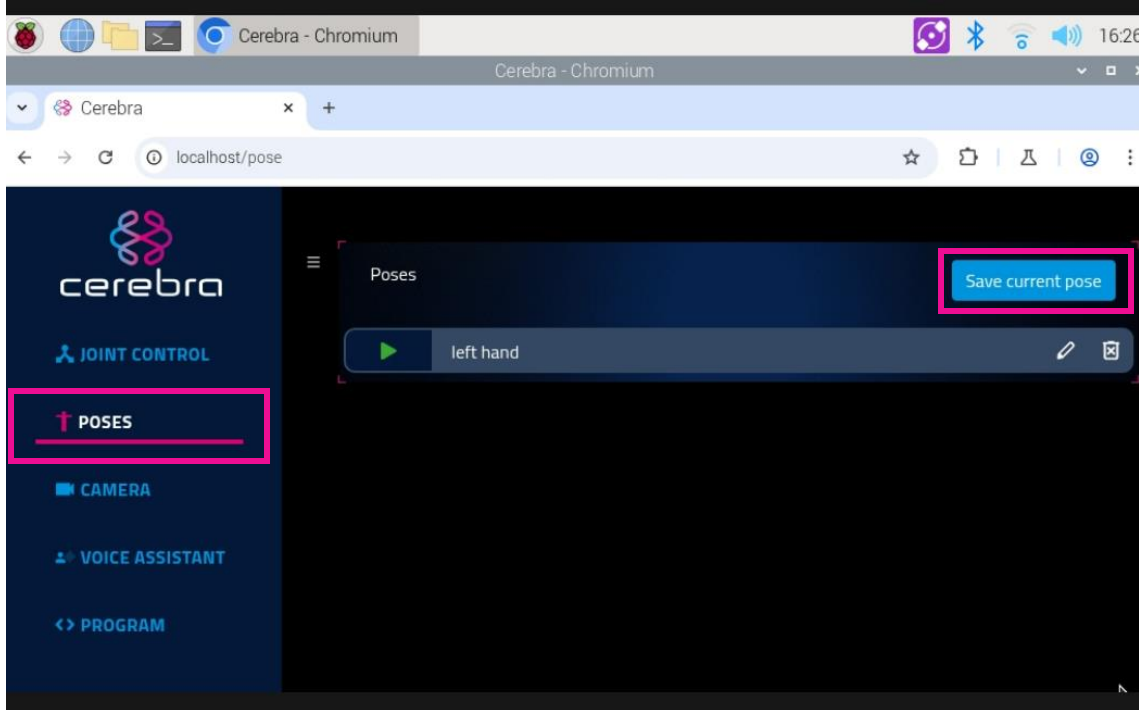 Cerebra - Chromium
16:26
Cerebra - Chromium
Cerebra
localhost/pose
cerebra
Poses
Save current pose
JOINT CONTROL
left hand
POSES
CAMERA
VOICE ASSISTANT
PROGRAM